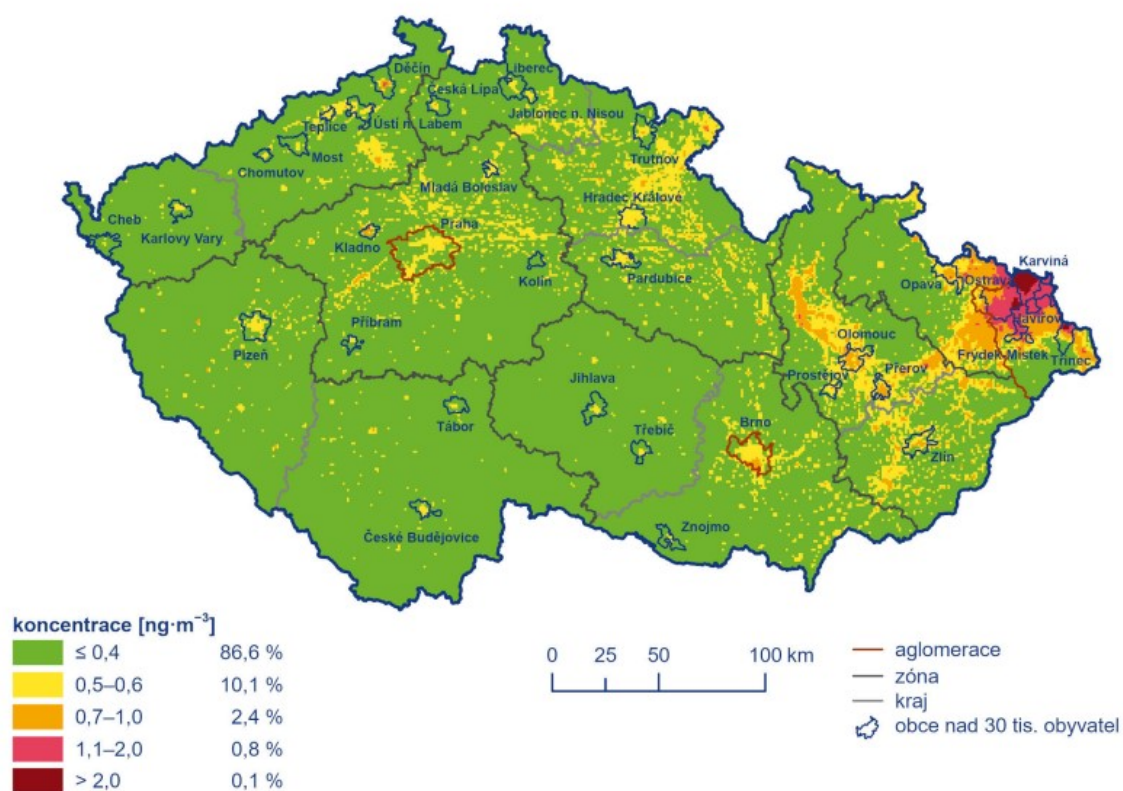 Děčín
Liberec
Česká Lípa
Jablonec n. Nisou
Teplice
Ústí n. Labem
Most
Chomutov
Trutnov
Mladá Boleslav
Hradec Králové
Cheb
Karlovy Vary
Praha
Kladno
Kolín
Pardubice
Karviná
Opava
Ostrava
Havířov
Příbram
Plzeň
Olomouc
Frýdek-Místek
Třinec
Prostějov
Přerov
Jihlava
Tábor
Třebíč
Brno
Zlín
České Budějovice
Znojmo
koncentrace [ng·m⁻³]
≤ 0,4 86,6 %
0,5–0,6 10,1 %
0,7–1,0 2,4 %
1,1–2,0 0,8 %
> 2,0 0,1 %
0 25 50 100 km
aglomerace
zóna
kraj
obce nad 30 tis. obyvatel